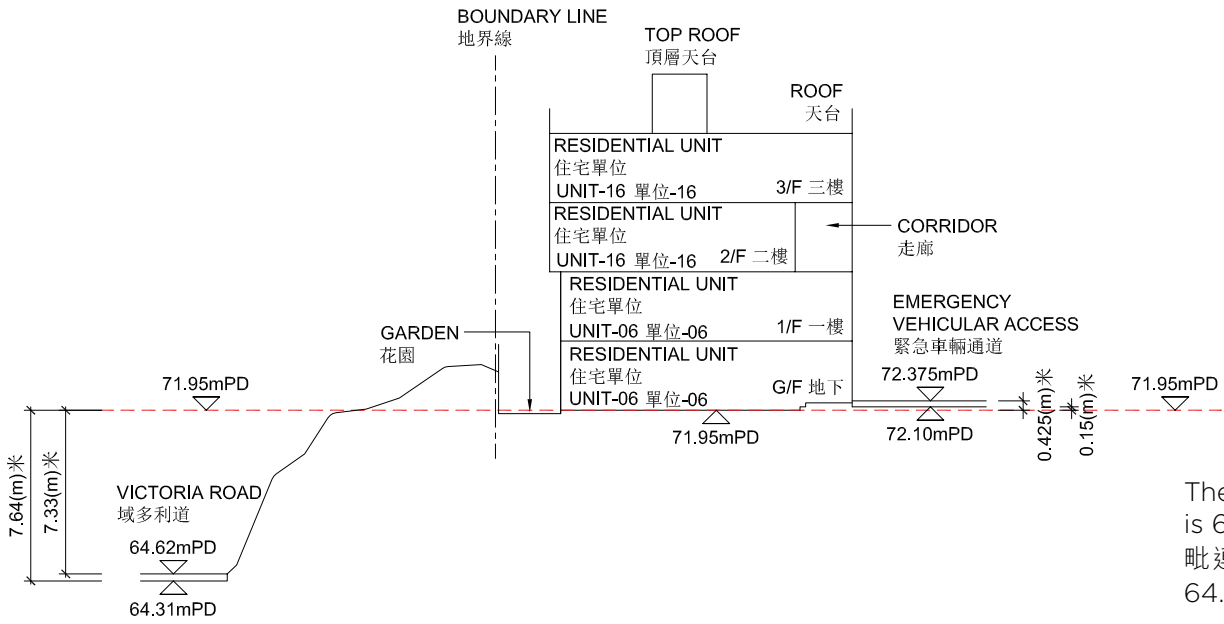 BOUNDARY LINE
地界線
TOP ROOF
頂層天台
ROOF
天台
RESIDENTIAL UNIT
住宅單位
UNIT-16 單位-16
3/F 三樓
RESIDENTIAL UNIT
住宅單位
UNIT-16 單位-16
2/F 二樓
CORRIDOR
走廊
RESIDENTIAL UNIT
住宅單位
UNIT-06 單位-06
1/F 一樓
EMERGENCY
VEHICULAR ACCESS
緊急車輛通道
GARDEN
花園
RESIDENTIAL UNIT
住宅單位
UNIT-06 單位-06
G/F 地下
71.95mPD
72.375mPD
71.95mPD
71.95mPD
72.10mPD
0.425(m)米
0.15(m)米
7.64(m)米
7.33(m)米
VICTORIA ROAD
域多利道
64.62mPD
64.31mPD
The
is 6
毗連
64.